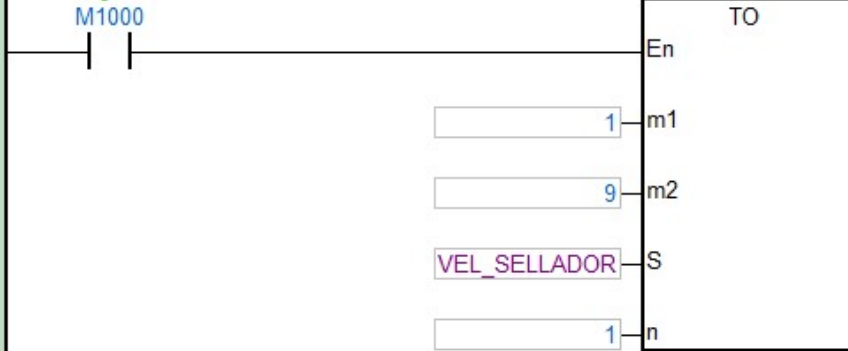 M1000
TO
En
1 m1
9 m2
VEL_SELLADOR S
1 n